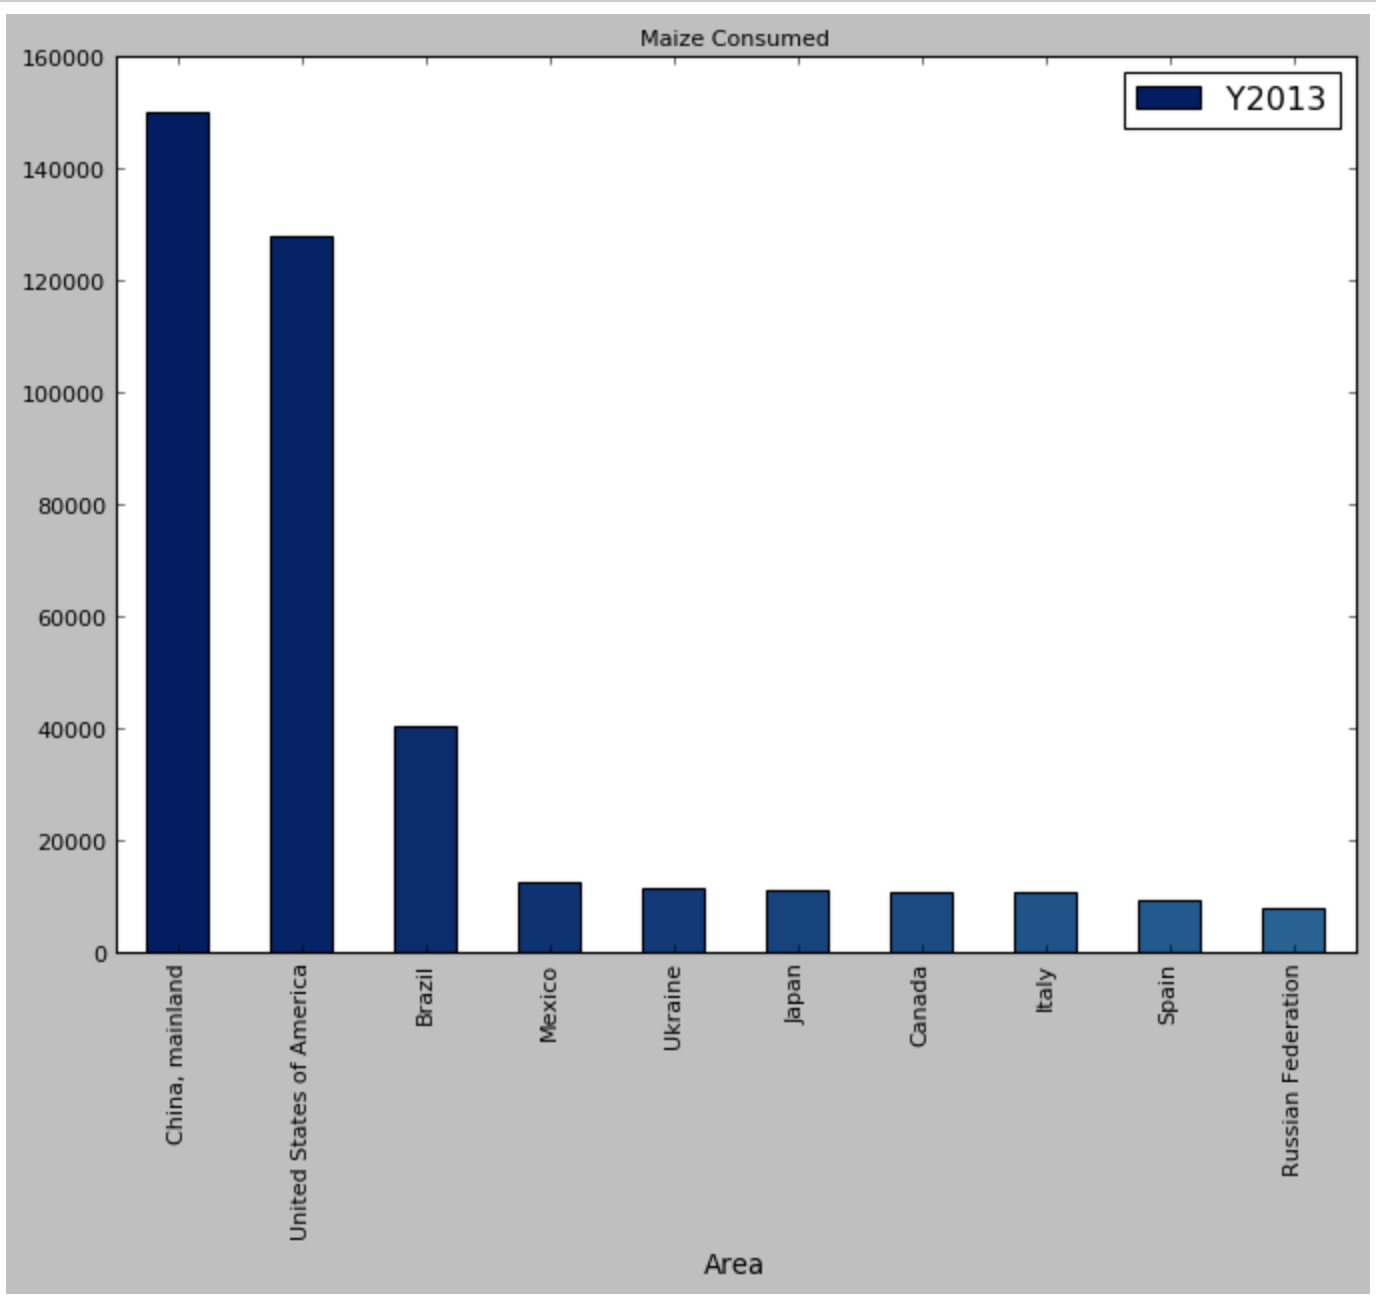 Maize Consumed
Y2013
160000
140000
120000
100000
80000
60000
40000
20000
0
China, mainland
United States of America
Brazil
Mexico
Ukraine
Japan
Canada
Italy
Spain
Russian Federation
Area